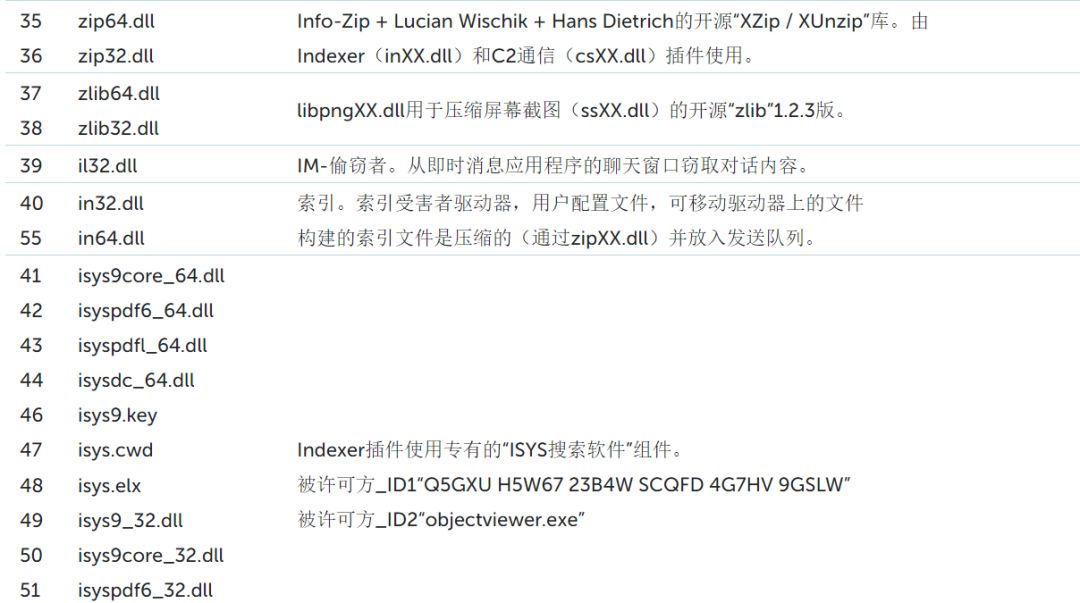 35 zip64.dll Info-Zip + Lucian Wischik + Hans Dietrich的开源“XZip / XUnzip”库。由
36 zip32.dll Indexer（inXX.dll）和C2通信（csXX.dll）插件使用。
37 zlib64.dll
libpngXX.dll用于压缩屏幕截图（ssXX.dll）的开源“zlib”1.2.3版。
38 zlib32.dll
39 il32.dll IM-偷窃者。从即时消息应用程序的聊天窗口窃取对话内容。
40 in32.dll 索引。索引受害者驱动器，用户配置文件，可移动驱动器上的文件
55 in64.dll 构建的索引文件是压缩的（通过zipXX.dll）并放入发送队列。
41 isys9core_64.dll
42 isyspdf6_64.dll
43 isyspdfl_64.dll
44 isysdc_64.dll
46 isys9.key
47 isys.cwd Indexer插件使用专有的“ISYS搜索软件”组件。
48 isys.elx 被许可方_ID1“Q5GXU H5W67 23B4W SCQFD 4G7HV 9GSLW”
49 isys9_32.dll 被许可方_ID2“objectviewer.exe”
50 isys9core_32.dll
51 isyspdf6_32.dll